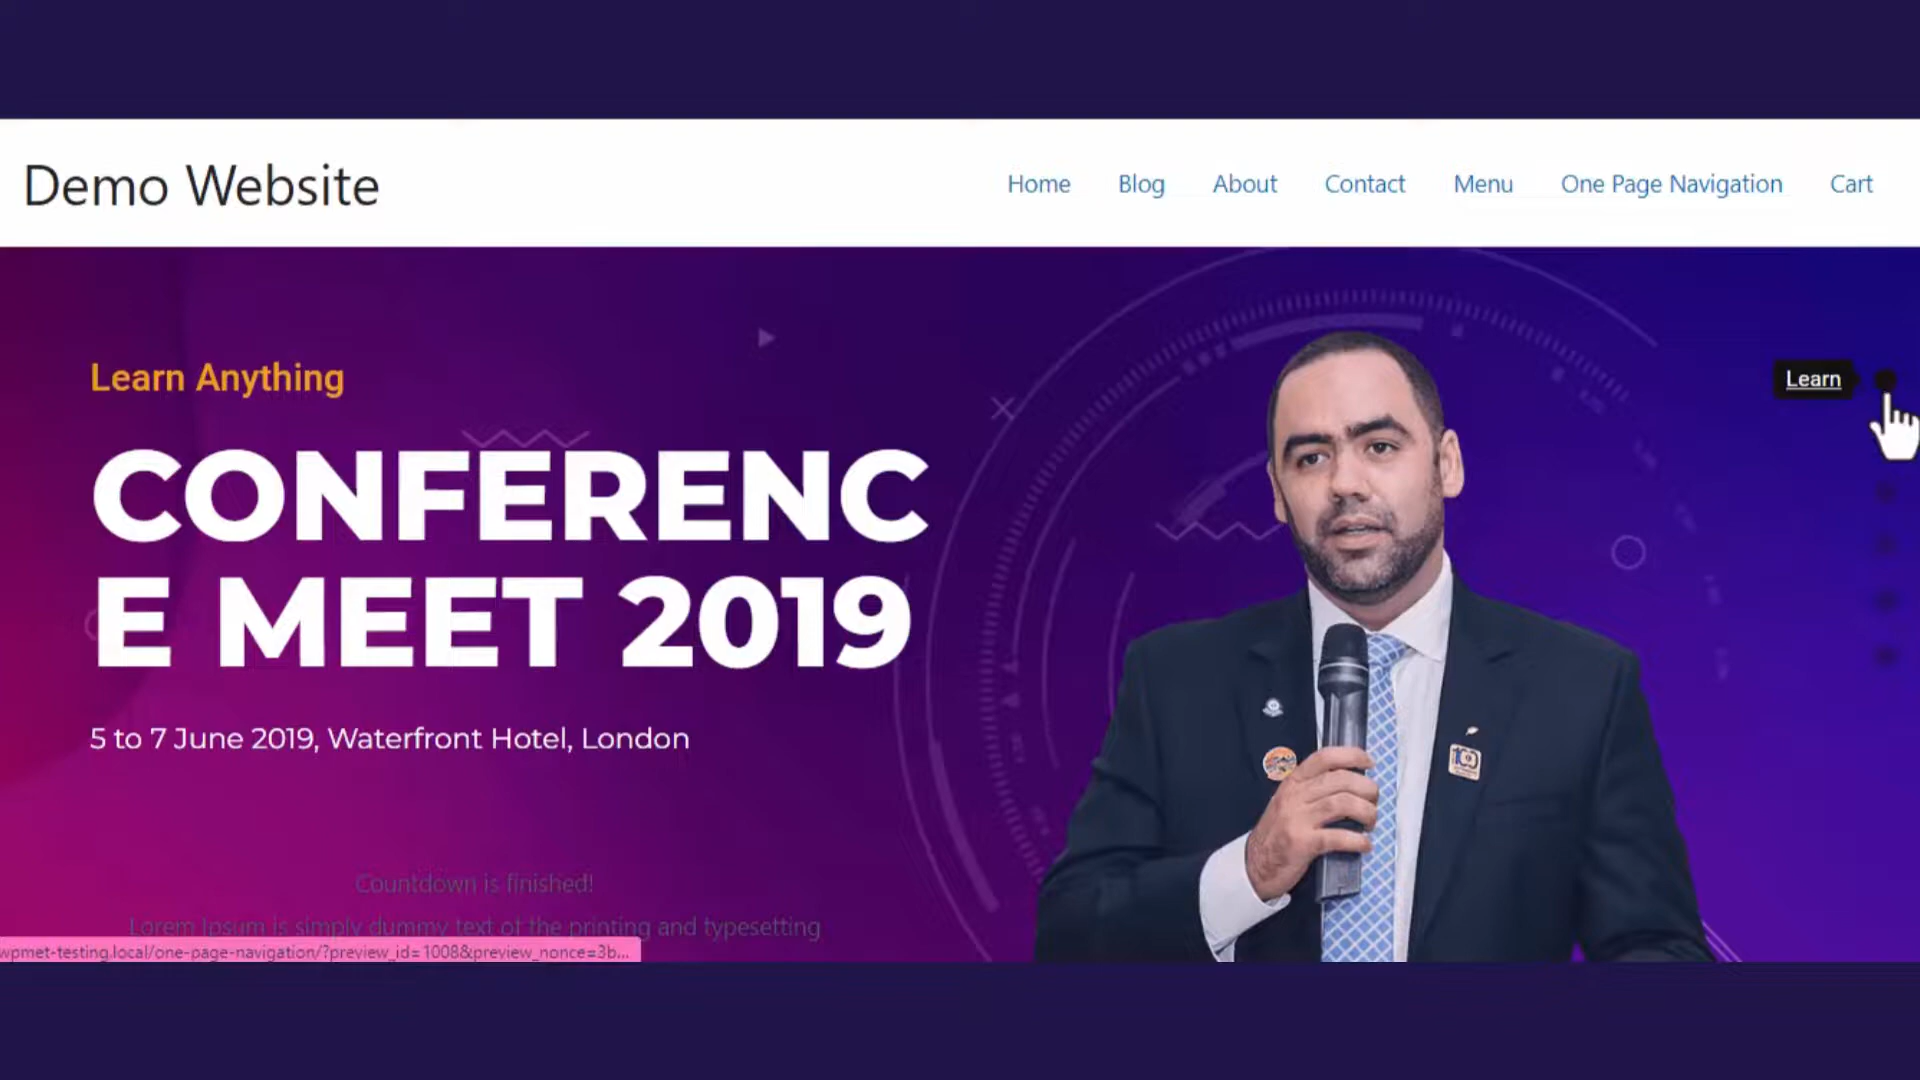 Demo Website
Home Blog About Contact Menu One Page Navigation Cart
Learn Anything
Learn
CONFERENC
E MEET 2019
5 to 7 June 2019, Waterfront Hotel, London
100
Countdown is finished!
Lorem Ipsum is simply dummy text of the printing and typesetting
wpmet-testing.local/one-page-navigation/?preview_id=1008&preview_nonce=3b...